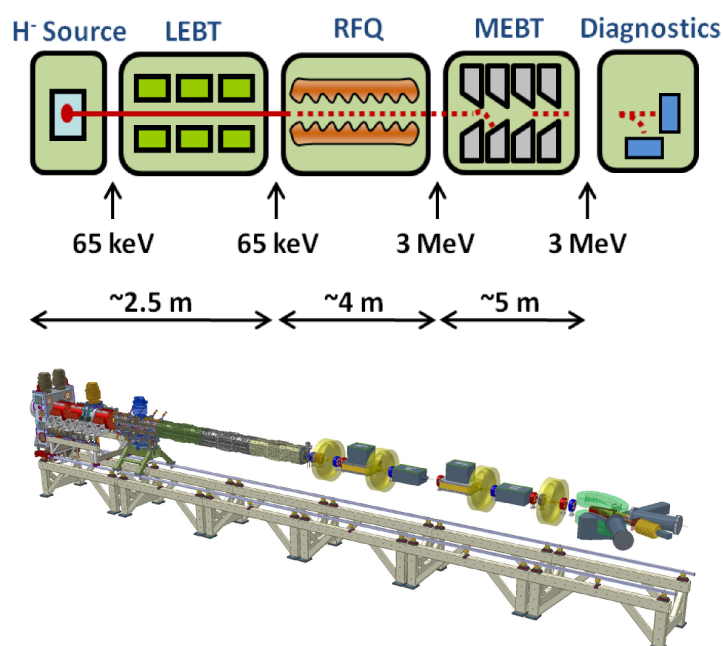 H⁻ Source LEBT RFQ MEBT Diagnostics
65 keV 65 keV 3 MeV 3 MeV
~2.5 m ~4 m ~5 m